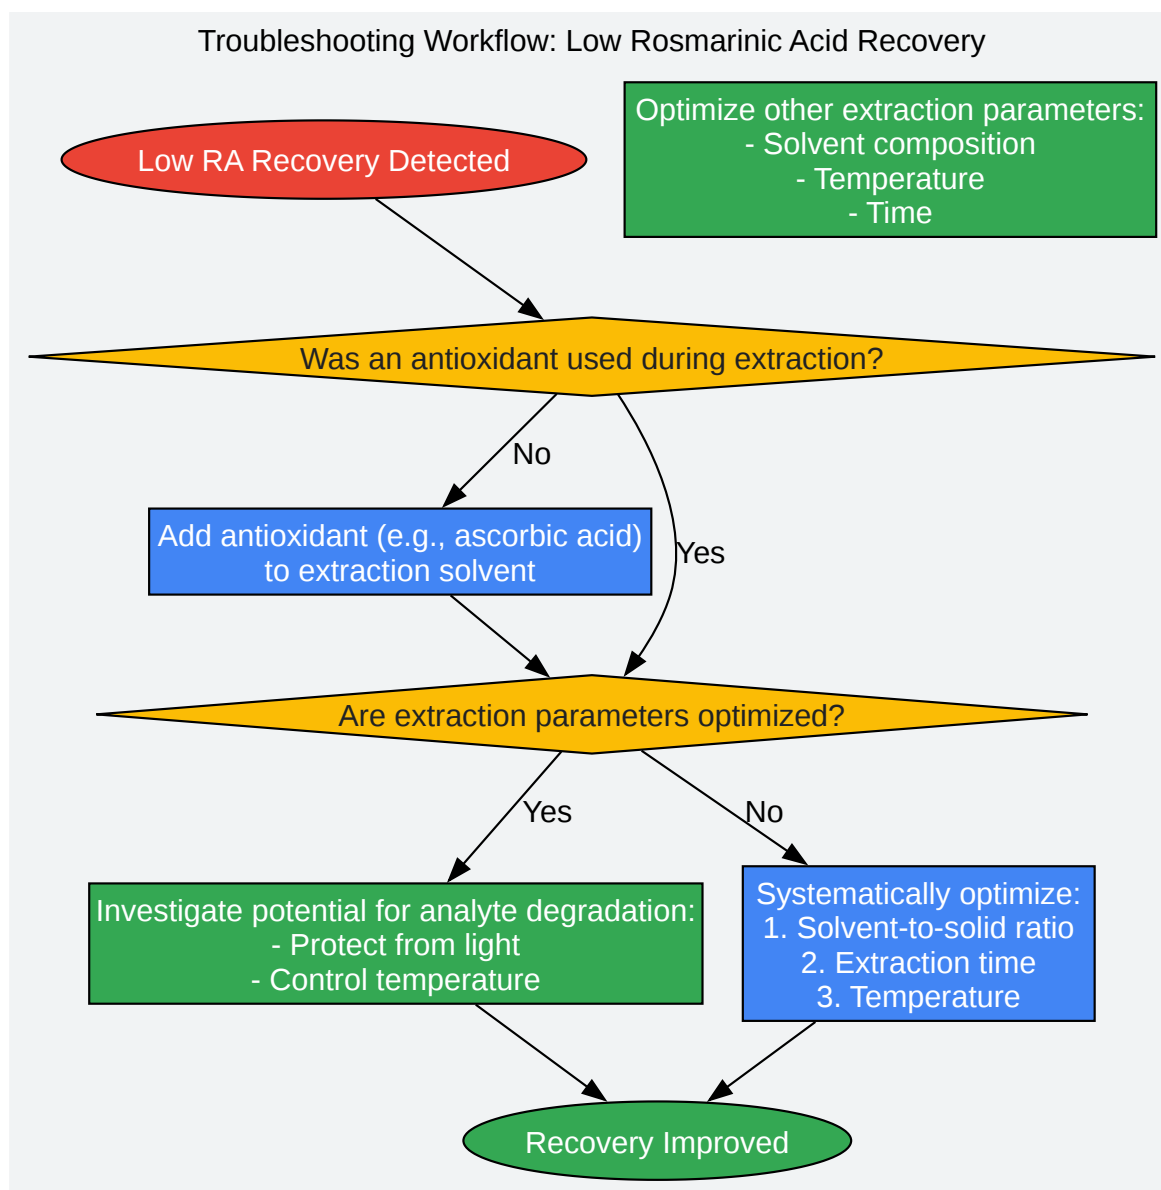 Troubleshooting Workflow: Low Rosmarinic Acid Recovery
Low RA Recovery Detected
Optimize other extraction parameters:
- Solvent composition
- Temperature
- Time
Was an antioxidant used during extraction?
No
Add antioxidant (e.g., ascorbic acid)
to extraction solvent
Yes
Are extraction parameters optimized?
Yes
No
Investigate potential for analyte degradation:
- Protect from light
- Control temperature
Systematically optimize:
1. Solvent-to-solid ratio
2. Extraction time
3. Temperature
Recovery Improved